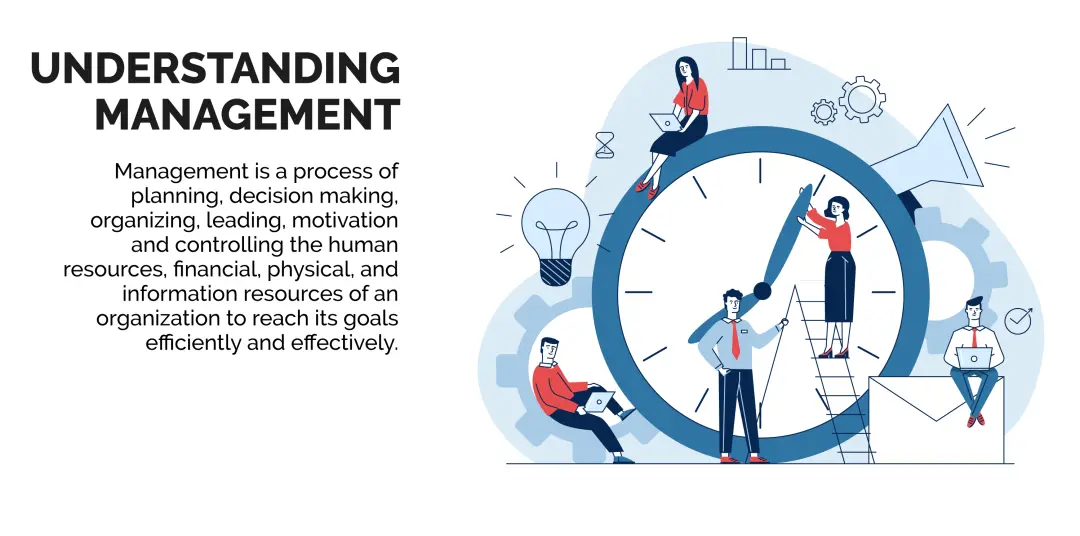 UNDERSTANDING
MANAGEMENT
Management is a process of
planning, decision making,
organizing, leading, motivation
and controlling the human
resources, financial, physical, and
information resources of an
organization to reach its goals
efficiently and effectively.